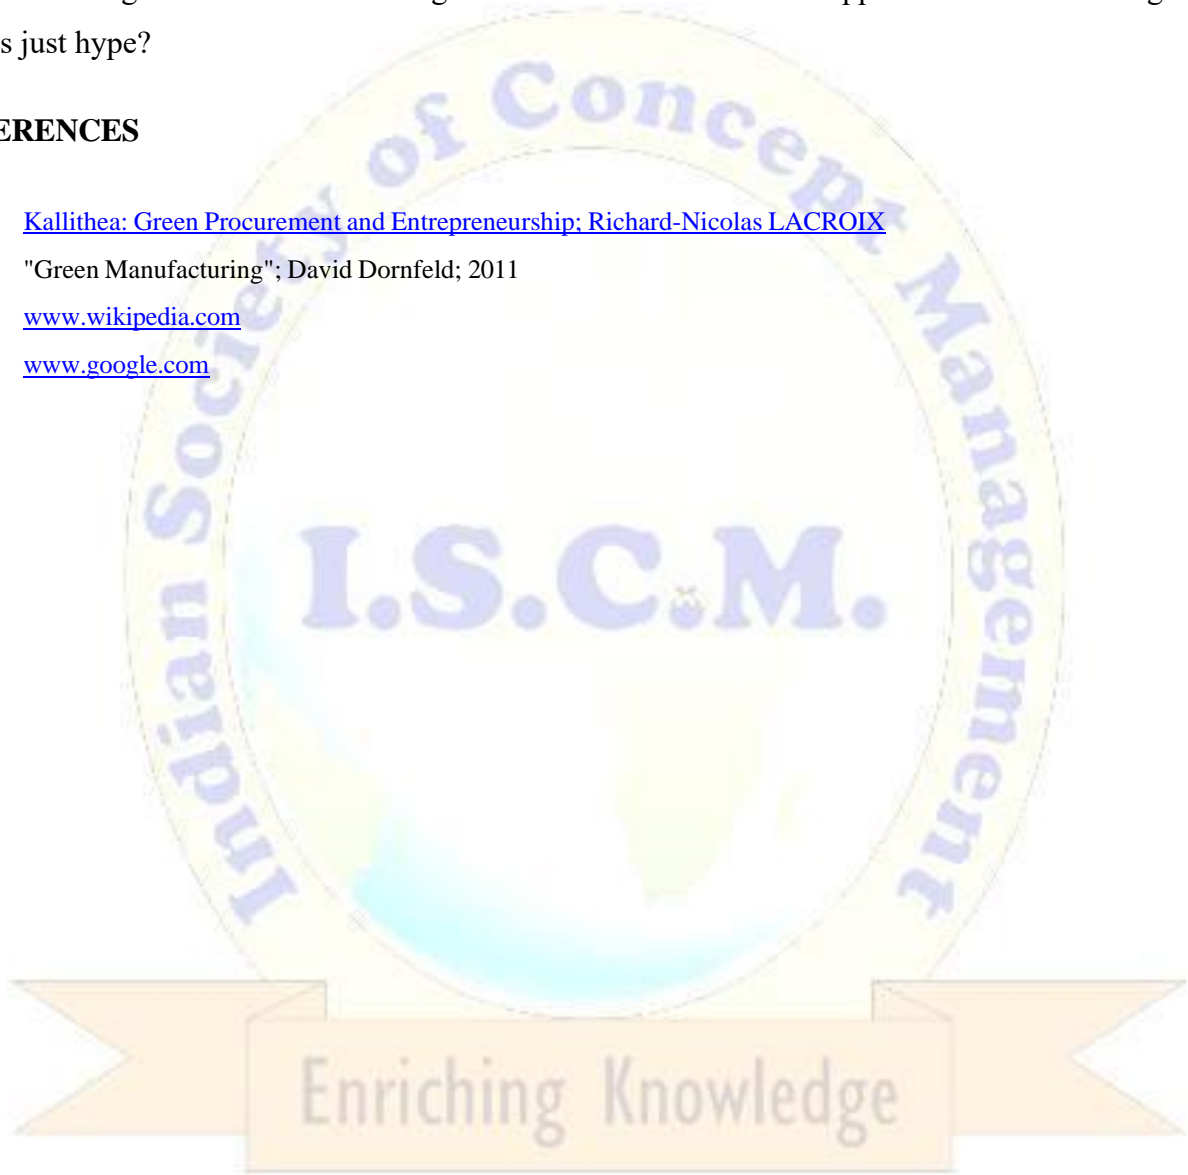 s just hype?
ERENCES
Kallithea: Green Procurement and Entrepreneurship; Richard-Nicolas LACROIX
"Green Manufacturing"; David Dornfeld; 2011
www.wikipedia.com
www.google.com
Indian Society of Concept Management
I.S.C.M.
Enriching Knowledge